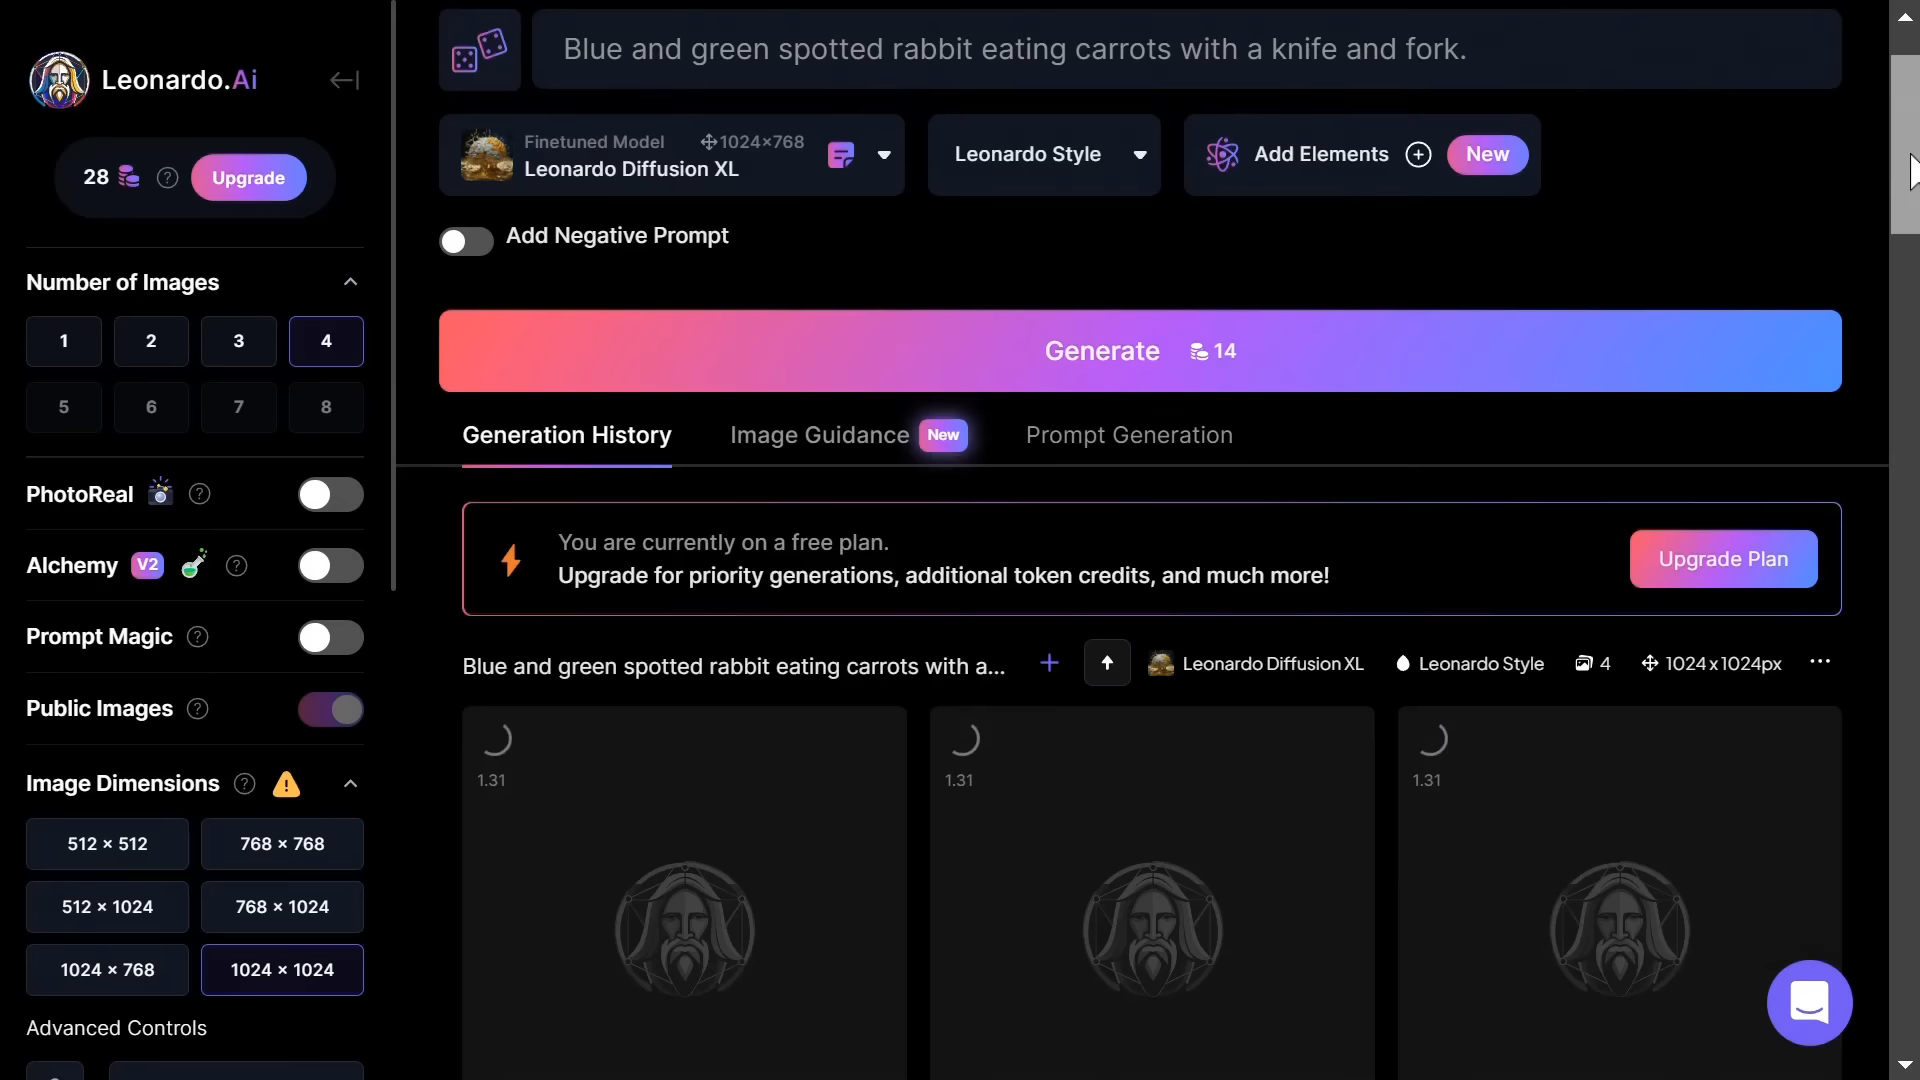 Leonardo.Ai
28
Upgrade
Number of Images
1 2 3 4
5 6 7 8
PhotoReal
Alchemy V2
Prompt Magic
Public Images
Image Dimensions
512 × 512 768 × 768
512 × 1024 768 × 1024
1024 × 768 1024 × 1024
Advanced Controls
Blue and green spotted rabbit eating carrots with a knife and fork.
Finetuned Model 1024×768
Leonardo Diffusion XL
Leonardo Style
Add Elements New
Add Negative Prompt
Generate 14
Generation History Image Guidance New Prompt Generation
You are currently on a free plan.
Upgrade for priority generations, additional token credits, and much more!
Upgrade Plan
Blue and green spotted rabbit eating carrots with a... Leonardo Diffusion XL Leonardo Style 4 1024 x 1024px
1.31 1.31 1.31